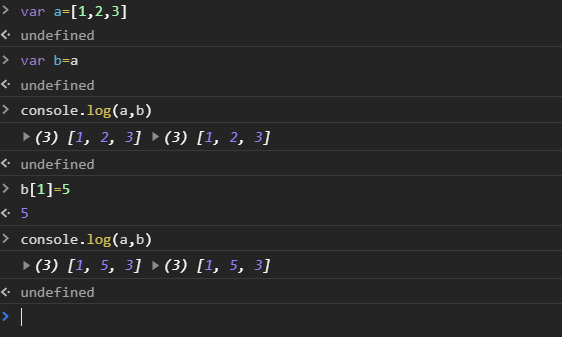 var a=[1,2,3]
undefined
var b=a
undefined
console.log(a,b)
(3) [1, 2, 3] (3) [1, 2, 3]
undefined
b[1]=5
5
console.log(a,b)
(3) [1, 5, 3] (3) [1, 5, 3]
undefined